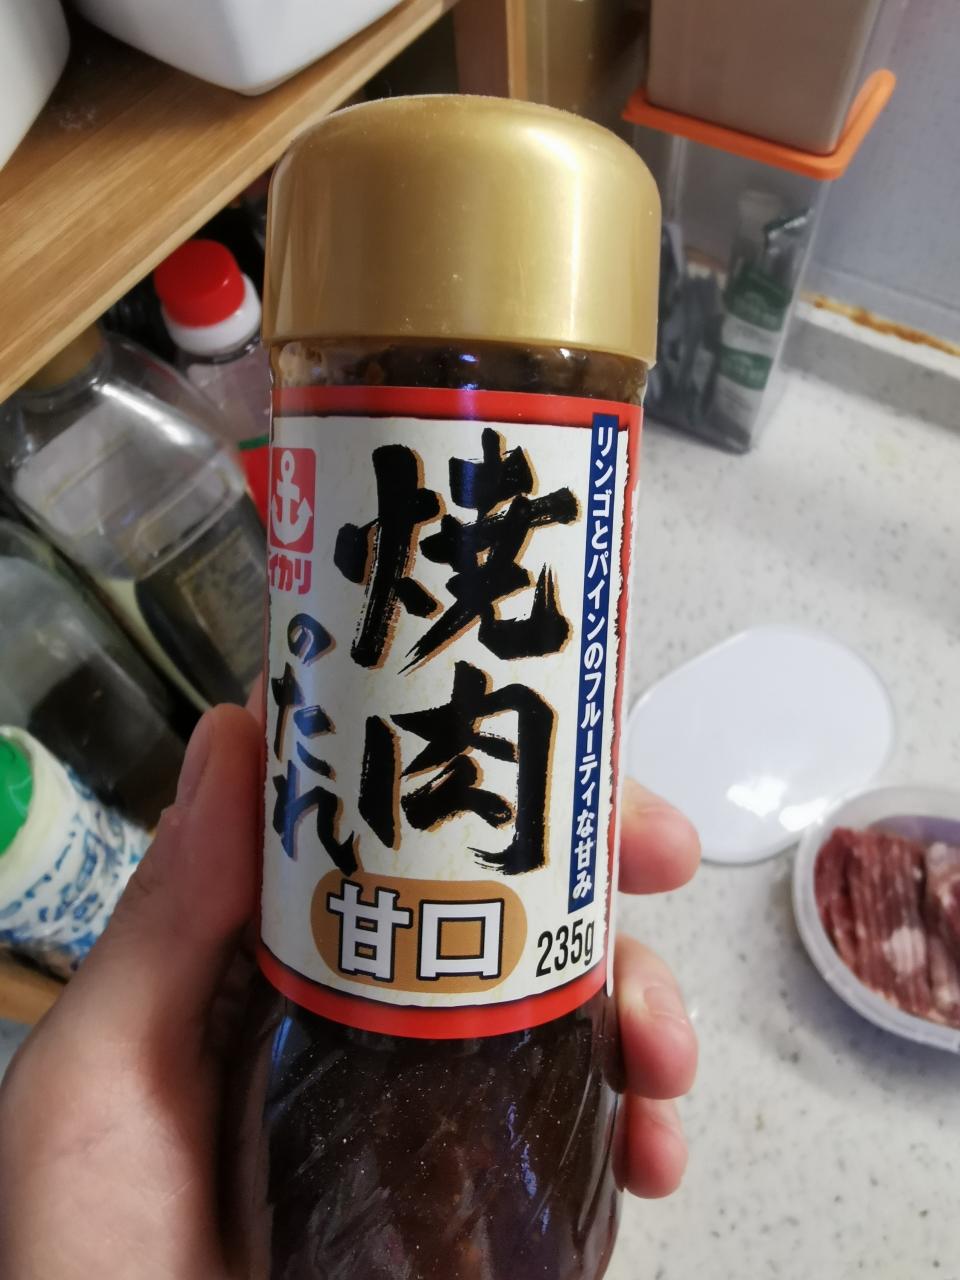 リンゴとパインのフルーティな甘み
焼肉
のたれ
イカリ
甘口
235g